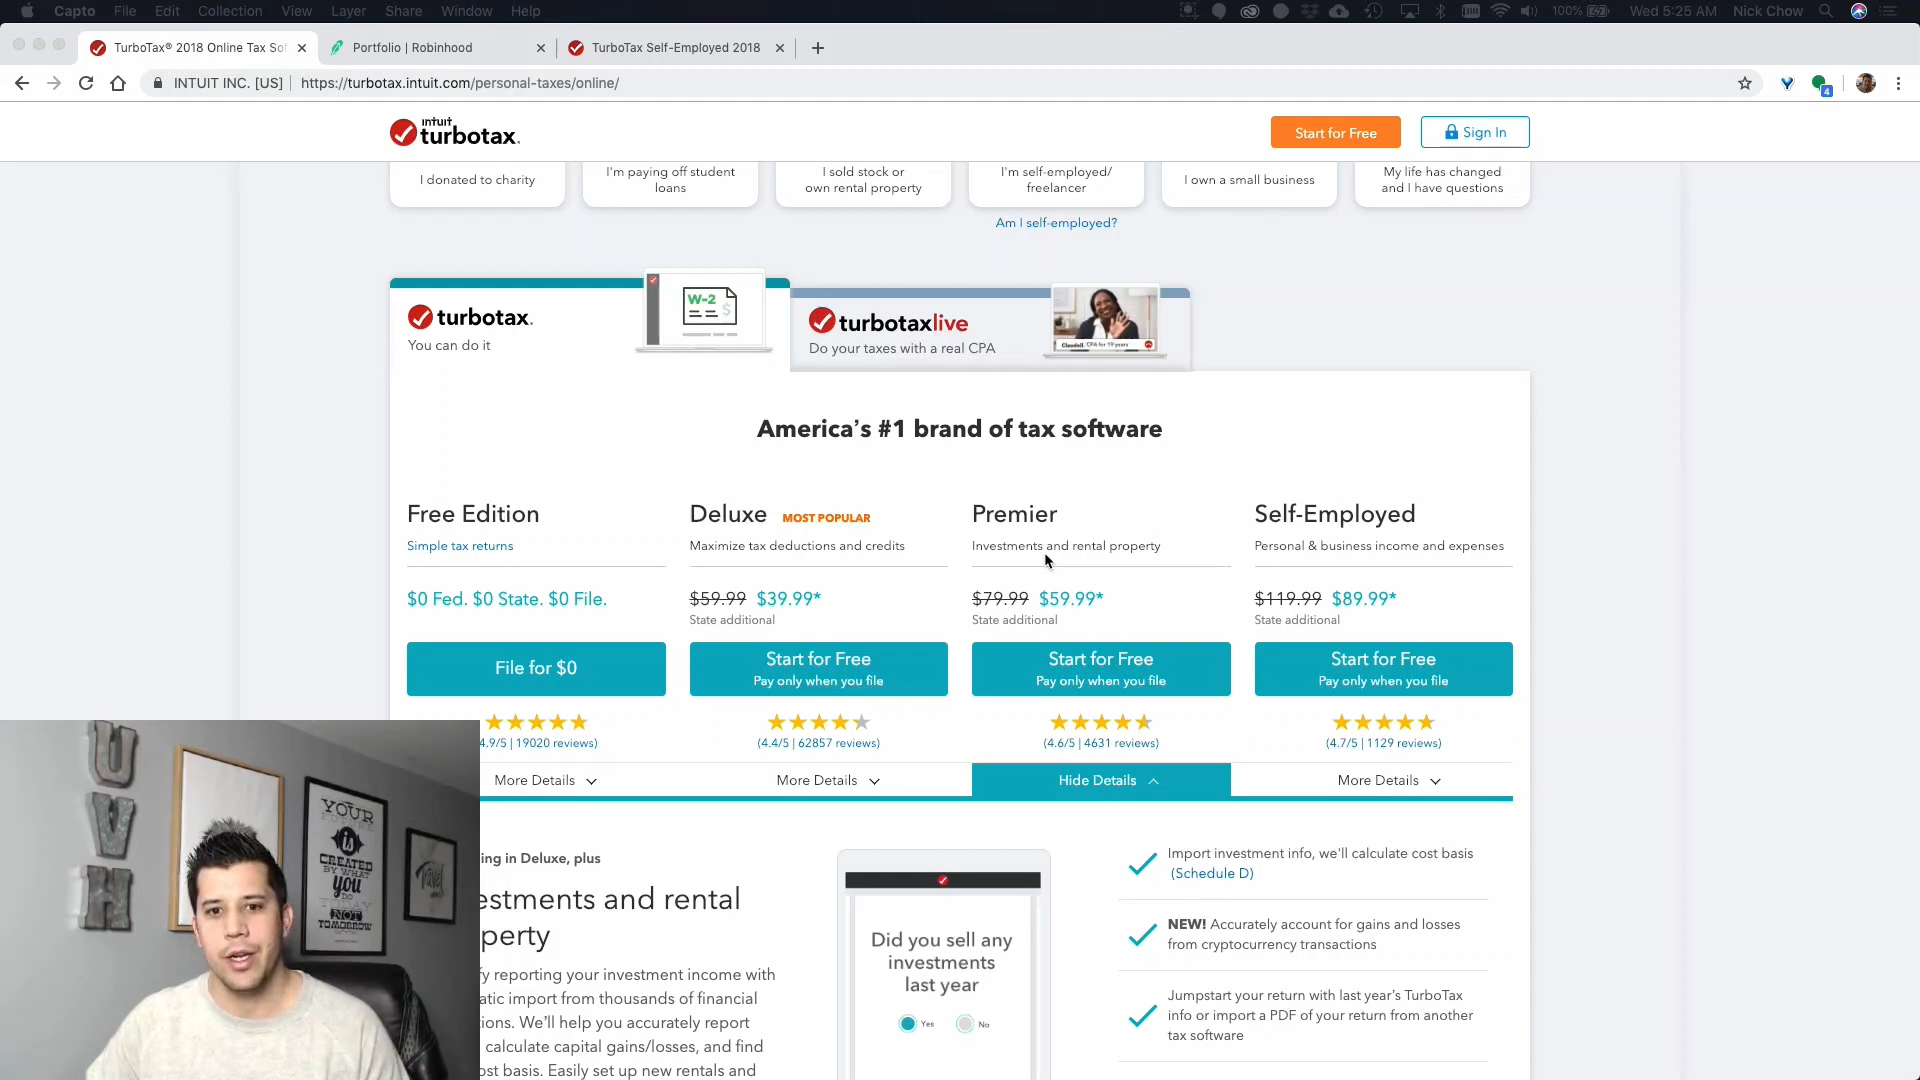 Capto File Edit Collection View Layer Share Window Help 100% Wed 5:25 AM Nick Chow
TurboTax® 2018 Online Tax Sof Portfolio | Robinhood TurboTax Self-Employed 2018
INTUIT INC. [US] https://turbotax.intuit.com/personal-taxes/online/
4
intuit
turbotax.
Start for Free
Sign In
I donated to charity
I'm paying off student
loans
I sold stock or
own rental property
I'm self-employed/
freelancer
I own a small business
My life has changed
and I have questions
Am I self-employed?
turbotax.
You can do it
W-2
$
turbotaxlive
Do your taxes with a real CPA
Claudell, CPA for 19 years
America's #1 brand of tax software
Free Edition
Simple tax returns
$0 Fed. $0 State. $0 File.
File for $0
4.9/5 | 19020 reviews)
More Details
Deluxe MOST POPULAR
Maximize tax deductions and credits
$59.99 $39.99*
State additional
Start for Free
Pay only when you file
(4.4/5 | 62857 reviews)
More Details
Premier
Investments and rental property
$79.99 $59.99*
State additional
Start for Free
Pay only when you file
(4.6/5 | 4631 reviews)
Hide Details
Self-Employed
Personal & business income and expenses
$119.99 $89.99*
State additional
Start for Free
Pay only when you file
(4.7/5 | 1129 reviews)
More Details
ing in Deluxe, plus
estments and rental
perty
fy reporting your investment income with
atic import from thousands of financial
ions. We'll help you accurately report
calculate capital gains/losses, and find
ost basis. Easily set up new rentals and
Did you sell any
investments
last year
Yes No
Import investment info, we'll calculate cost basis
(Schedule D)
NEW! Accurately account for gains and losses
from cryptocurrency transactions
Jumpstart your return with last year's TurboTax
info or import a PDF of your return from another
tax software
YOUR
FUTURE
is
CREATED
BY WHAT
YOU
DO
TODAY
NOT
TOMORROW
Travel